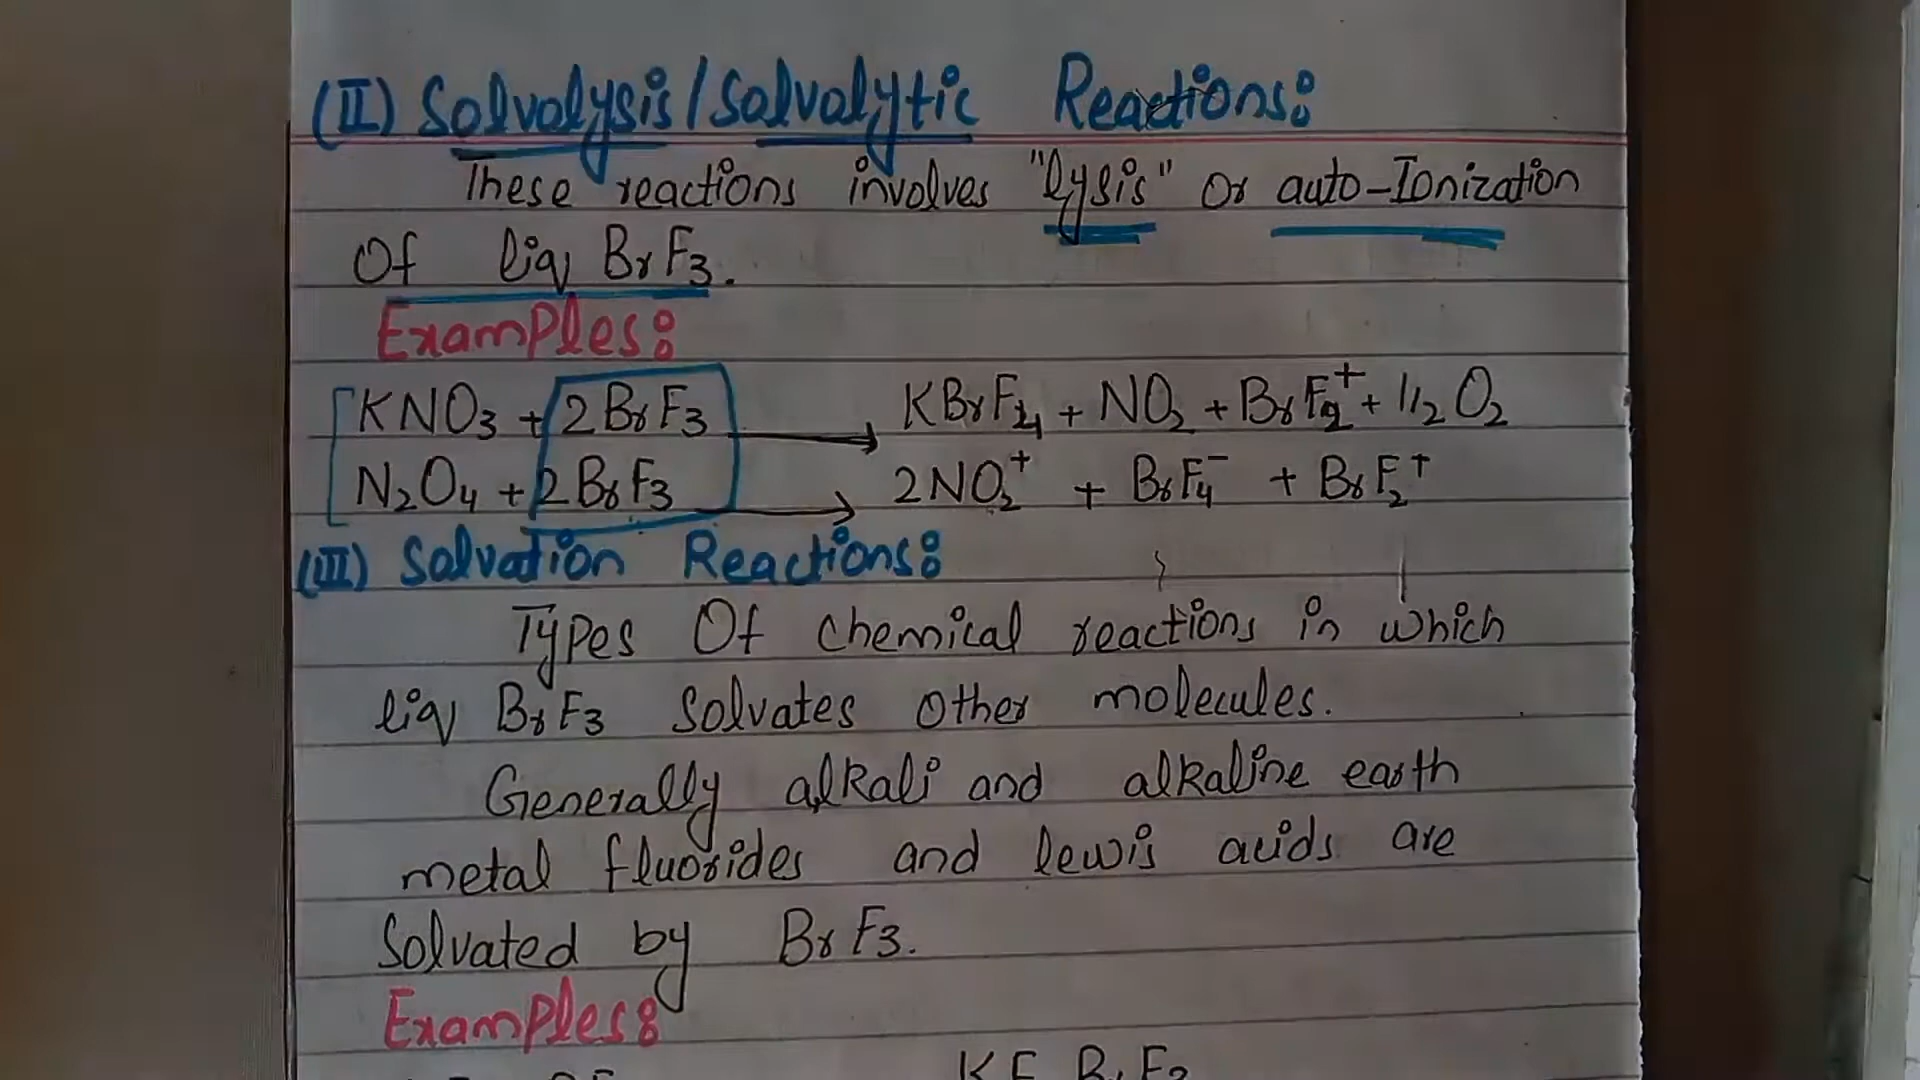 (II) Solvolysis/Solvolytic Reactions:
These reactions involves "lysis" Or auto-Ionization
Of liq BrF3.
Examples:
KNO3 + 2BrF3 → KBrF4 + NO2 + BrF2+ + 1/2 O2
N2O4 + 2BrF3 → 2NO2+ + BrF4- + BrF2+
(III) Solvation Reactions:
Types Of chemical reactions in which
liq BrF3 solvates other molecules.
Generally alkali and alkaline earth
metal fluorides and lewis acids are
Solvated by BrF3.
Examples: